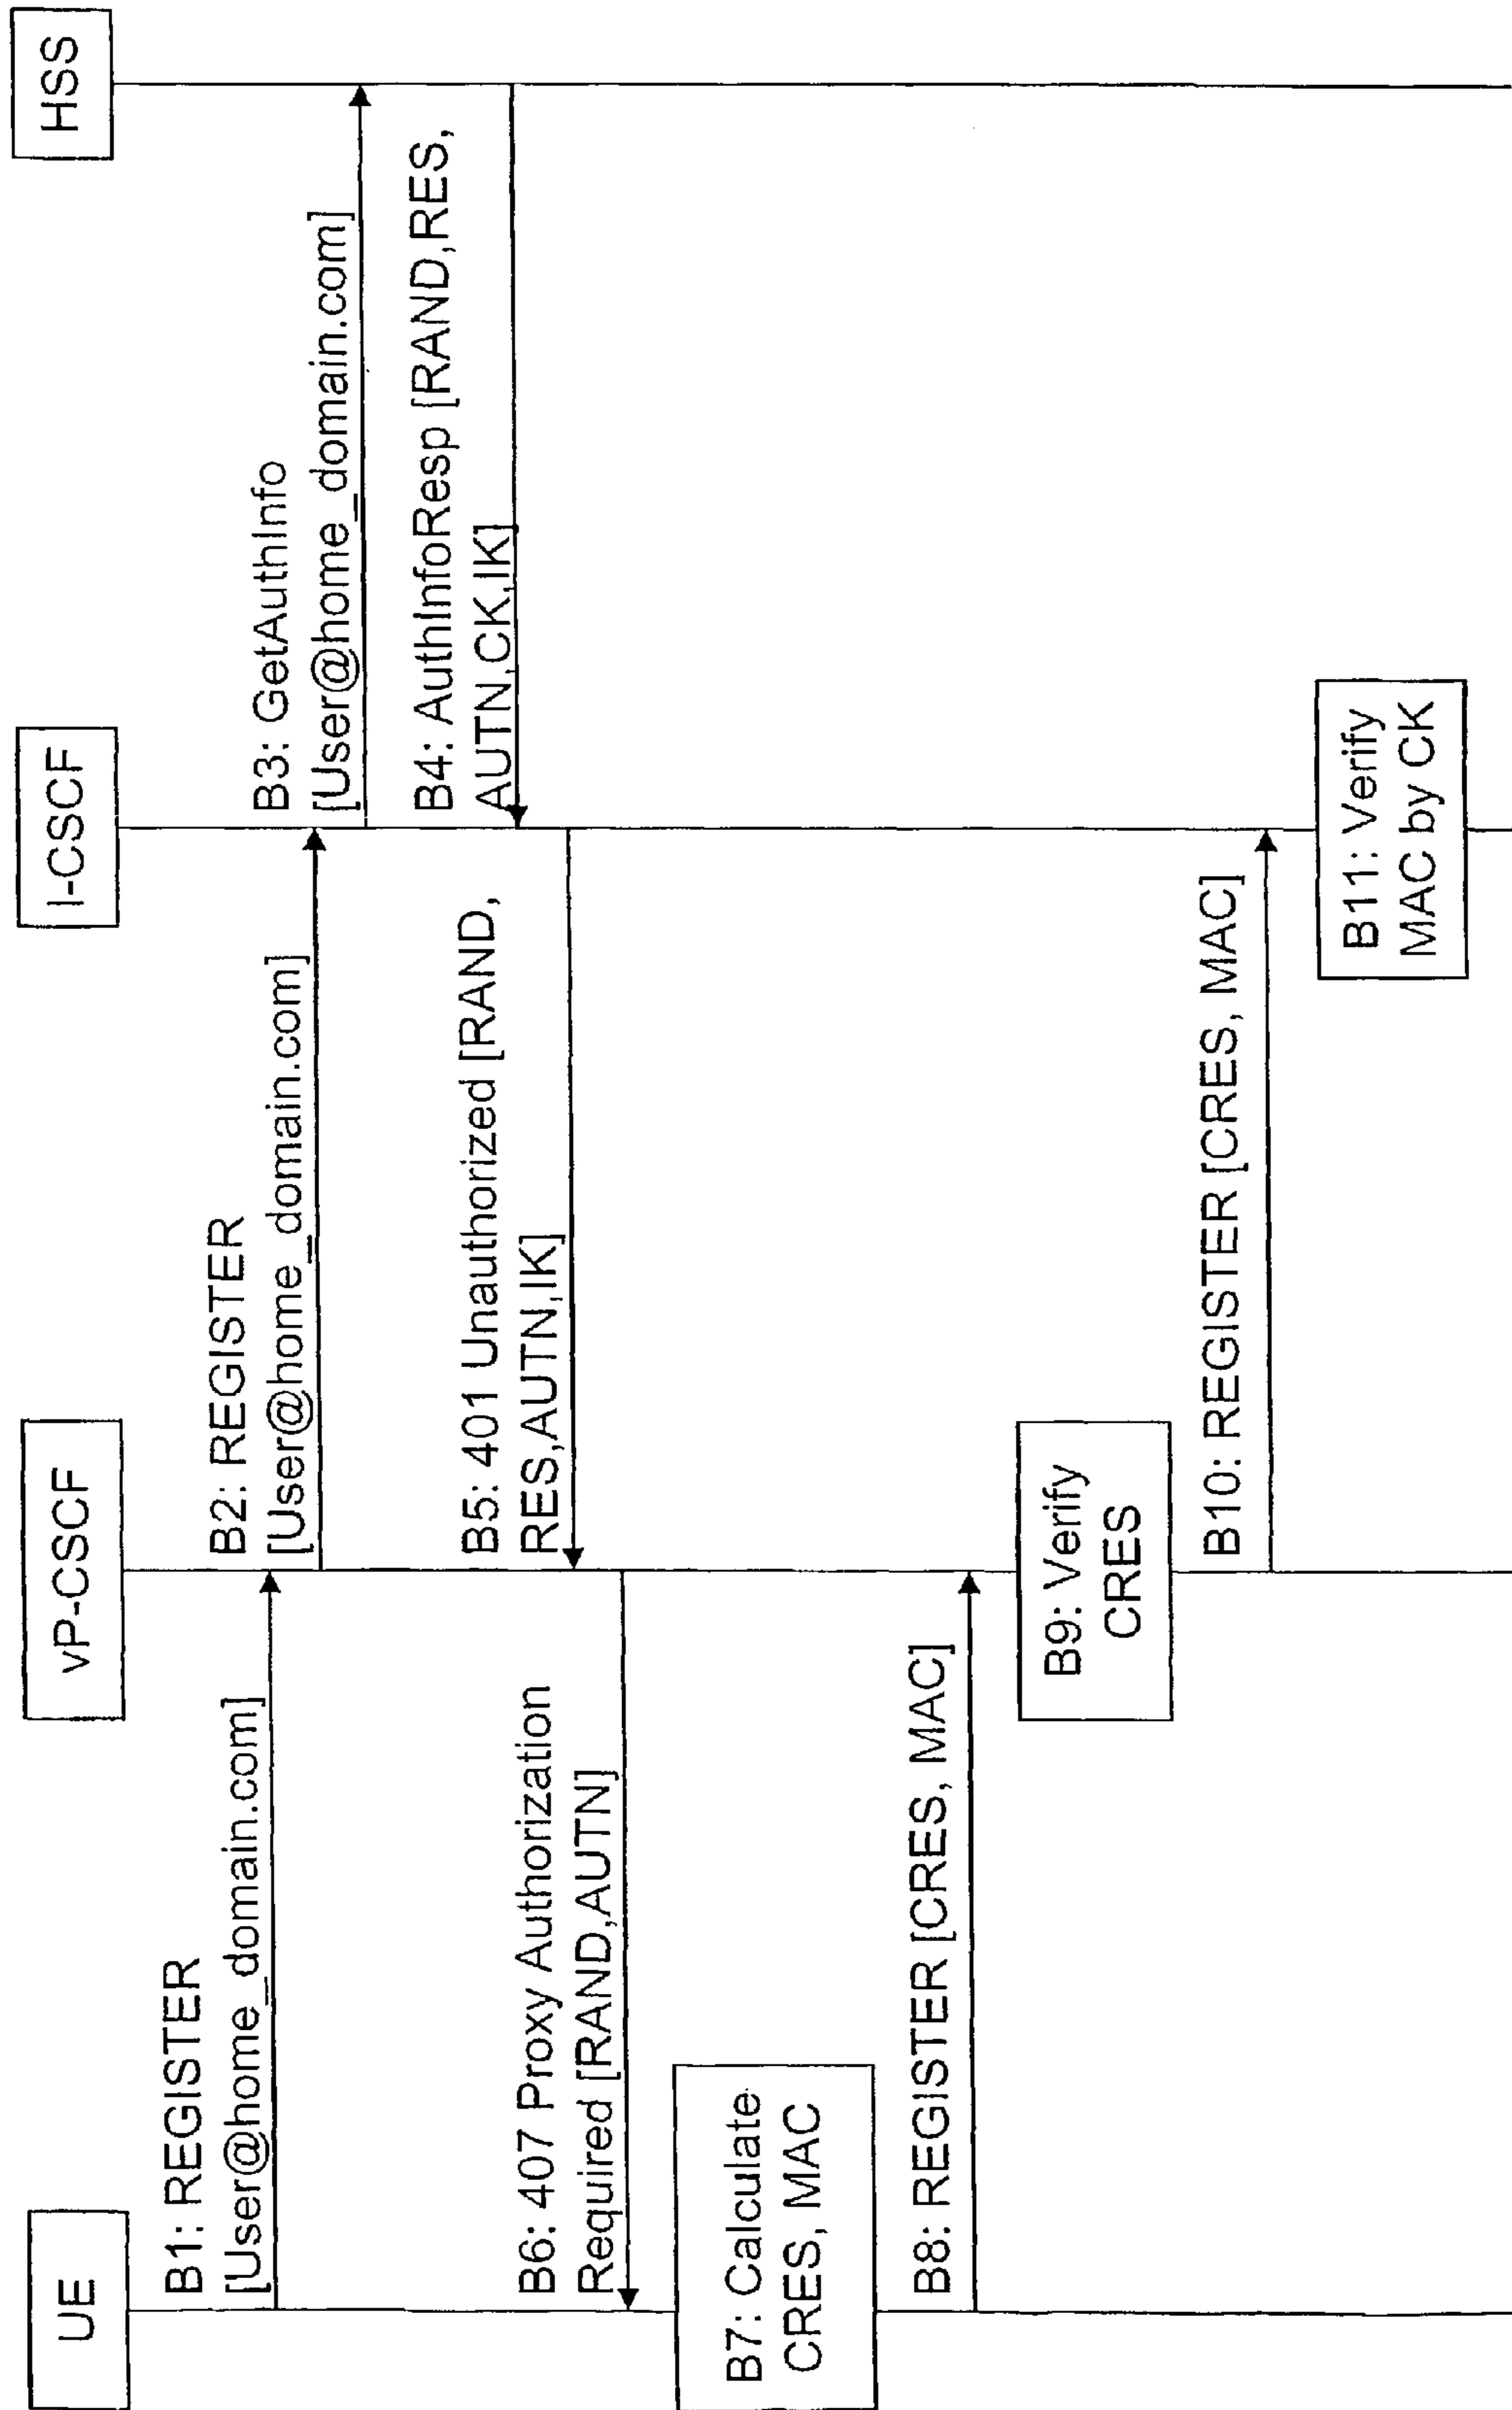 UE
vP-CSCF
I-CSCF
HSS
B1: REGISTER
[User@home_domain.com]
B2: REGISTER
[User@home_domain.com]
B3: GetAuthInfo
[User@home_domain.com]
B4: AuthInfoResp [RAND,RES,
AUTN,CK,IK]
B5: 401 Unauthorized [RAND,
RES,AUTN,IK]
B6: 407 Proxy Authorization
Required [RAND,AUTN]
B7: Calculate
CRES, MAC
B8: REGISTER [CRES, MAC]
B9: Verify
CRES
B10: REGISTER [CRES, MAC]
B11: Verify
MAC by CK